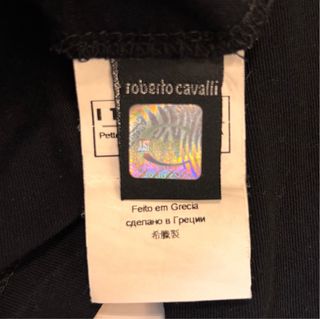 roberto cavalli
Feito em Grecia
сделано в Греции
希臘製